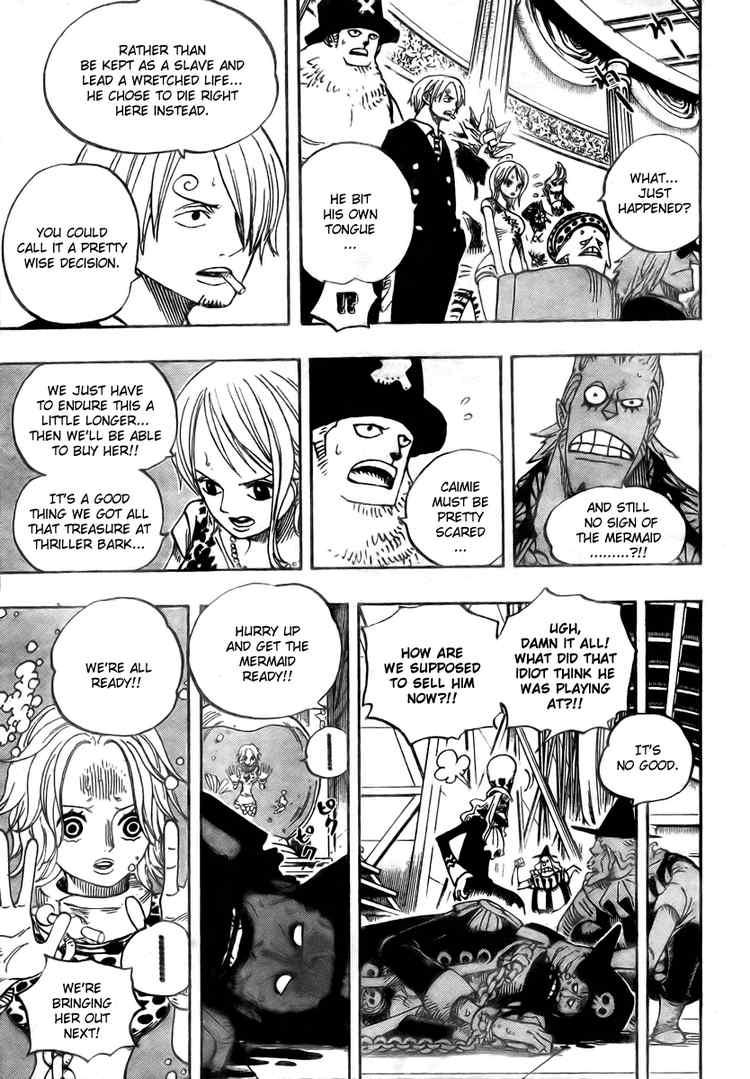 WHAT...
JUST
HAPPENED?
HE BIT
HIS OWN
TONGUE
...
!?
RATHER THAN
BE KEPT AS A SLAVE AND
LEAD A WRETCHED LIFE...
HE CHOSE TO DIE RIGHT
HERE INSTEAD.
YOU COULD
CALL IT A PRETTY
WISE DECISION.
AND STILL
NO SIGN OF
THE MERMAID
.........?!!
CAIMIE
MUST BE
PRETTY
SCARED
...
WE JUST HAVE
TO ENDURE THIS A
LITTLE LONGER...
THEN WE'LL BE ABLE
TO BUY HER!!
IT'S A GOOD
THING WE GOT ALL
THAT TREASURE AT
THRILLER BARK...
UGH,
DAMN IT ALL!
WHAT DID THAT
IDIOT THINK HE
WAS PLAYING
AT?!!
HOW ARE
WE SUPPOSED
TO SELL HIM
NOW?!!
IT'S
NO GOOD.
HURRY UP
AND GET THE
MERMAID
READY!!
WE'RE ALL
READY!!
WE'RE
BRINGING
HER OUT
NEXT!